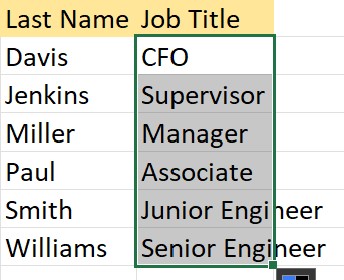 Last Name Job Title
Davis CFO
Jenkins Supervisor
Miller Manager
Paul Associate
Smith Junior Engineer
Williams Senior Engineer